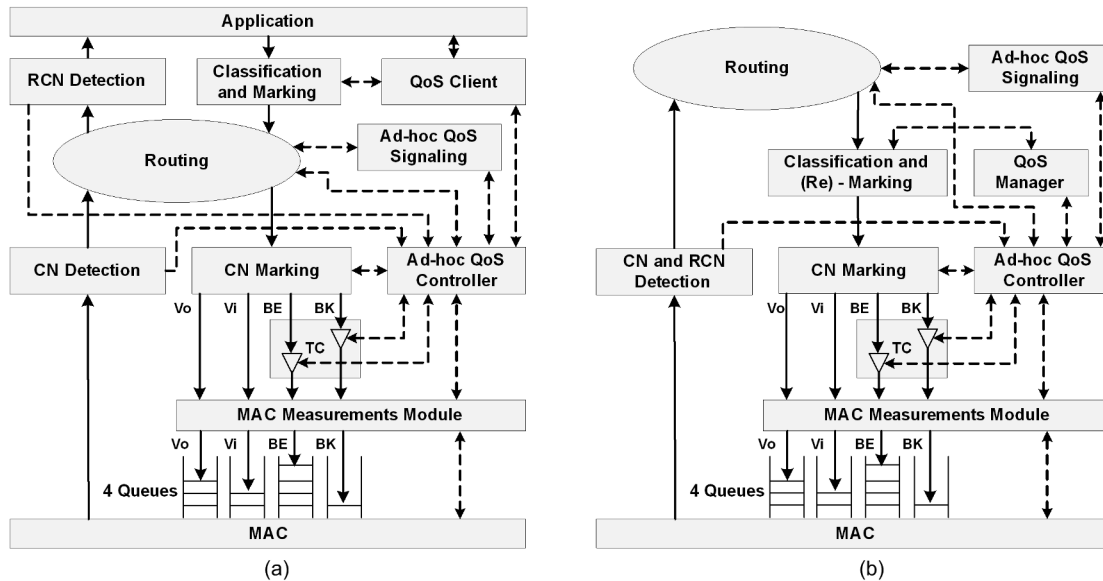 Application
RCN Detection
Classification
and Marking
QoS Client
Ad-hoc QoS
Signaling
Routing
CN Detection
CN Marking
Ad-hoc QoS
Controller
Vo
Vi
BE
BK
TC
MAC Measurements Module
Vo
Vi
BE
BK
4 Queues
MAC
(a)
Routing
Ad-hoc QoS
Signaling
Classification and
(Re) - Marking
QoS
Manager
CN and RCN
Detection
CN Marking
Ad-hoc QoS
Controller
Vo
Vi
BE
BK
TC
MAC Measurements Module
Vo
Vi
BE
BK
4 Queues
MAC
(b)